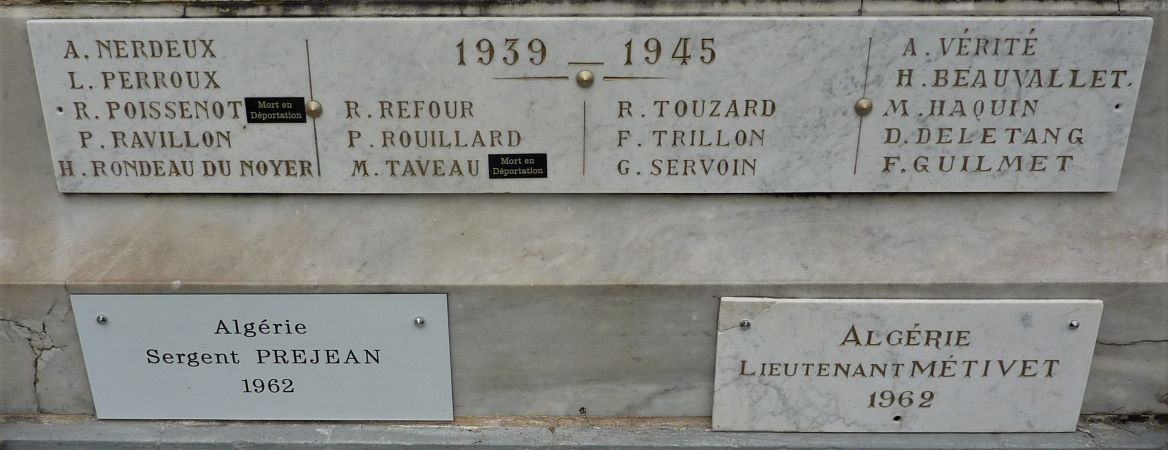 A. NERDEUX
L. PERROUX
R. POISSENOT Mort en Déportation
P. RAVILLON
H. RONDEAU DU NOYER
1939 _ 1945
R. REFOUR
P. ROUILLARD
M. TAVEAU Mort en Déportation
R. TOUZARD
F. TRILLON
G. SERVOIN
A. VÉRITÉ
H. BEAUVALLET
M. HAQUIN
D. DELETANG
F. GUILMET
Algérie
Sergent PREJEAN
1962
ALGÉRIE
LIEUTENANT MÉTIVET
1962